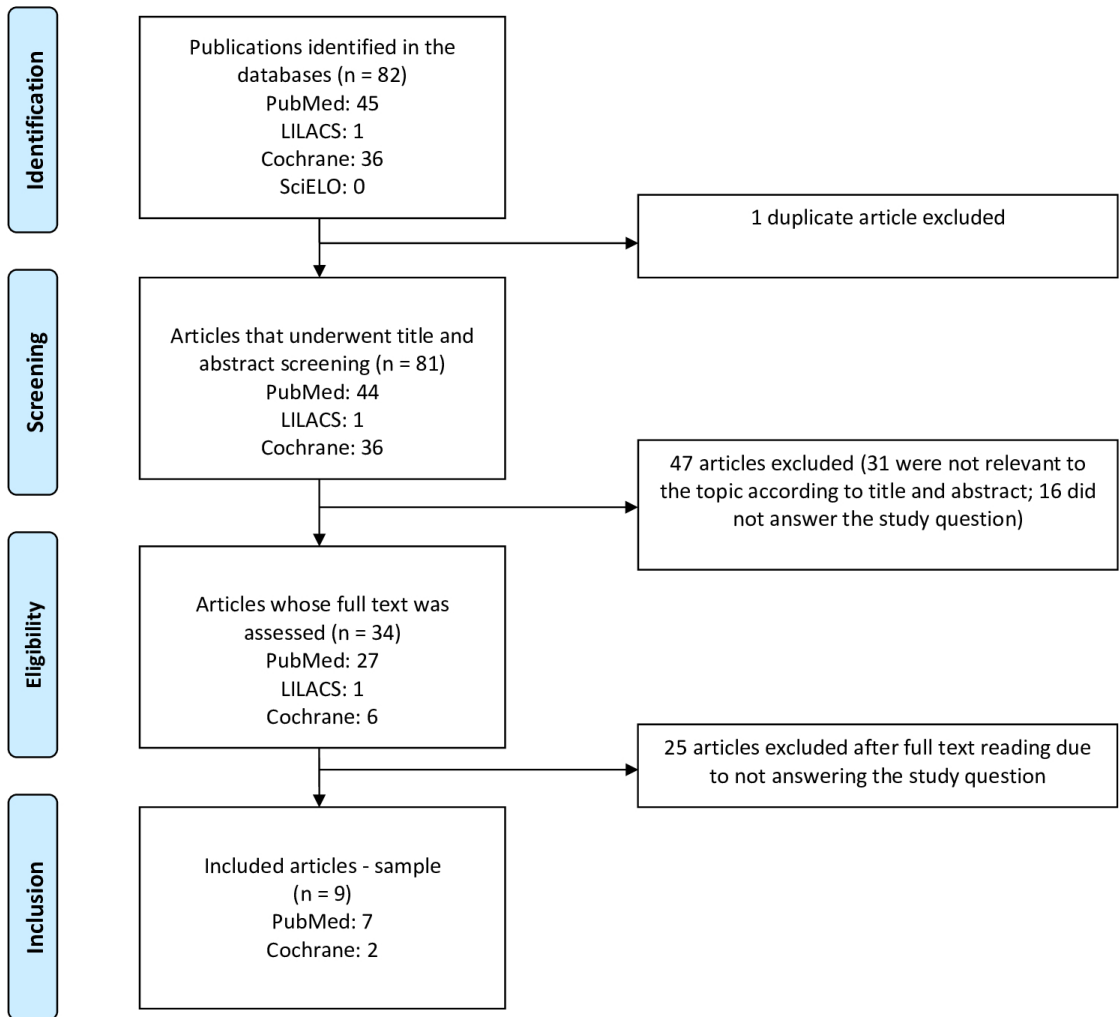 Identification
Publications identified in the
databases (n = 82)
PubMed: 45
LILACS: 1
Cochrane: 36
SciELO: 0
1 duplicate article excluded
Screening
Articles that underwent title and
abstract screening (n = 81)
PubMed: 44
LILACS: 1
Cochrane: 36
47 articles excluded (31 were not relevant to
the topic according to title and abstract; 16 did
not answer the study question)
Eligibility
Articles whose full text was
assessed (n = 34)
PubMed: 27
LILACS: 1
Cochrane: 6
25 articles excluded after full text reading due
to not answering the study question
Inclusion
Included articles - sample
(n = 9)
PubMed: 7
Cochrane: 2